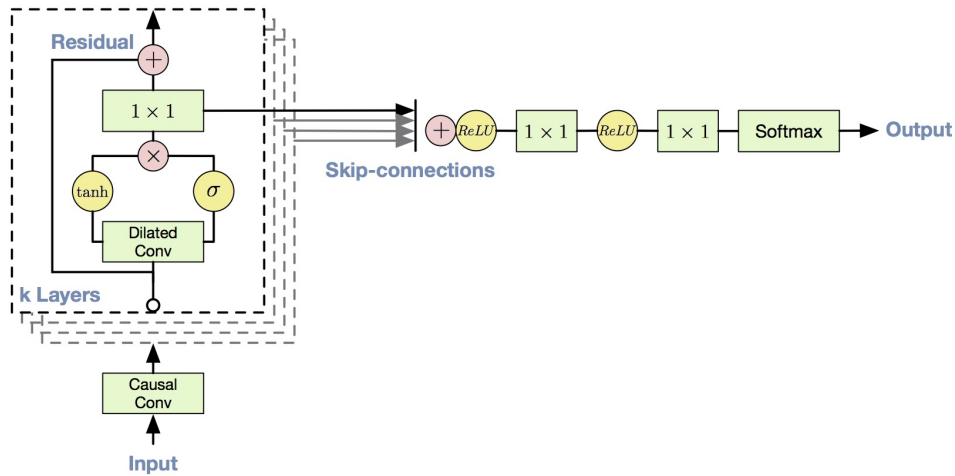 Residual
+
1 × 1
×
tanh
σ
Dilated
Conv
k Layers
Causal
Conv
Input
Skip-connections
+
ReLU
1 × 1
ReLU
1 × 1
Softmax
Output